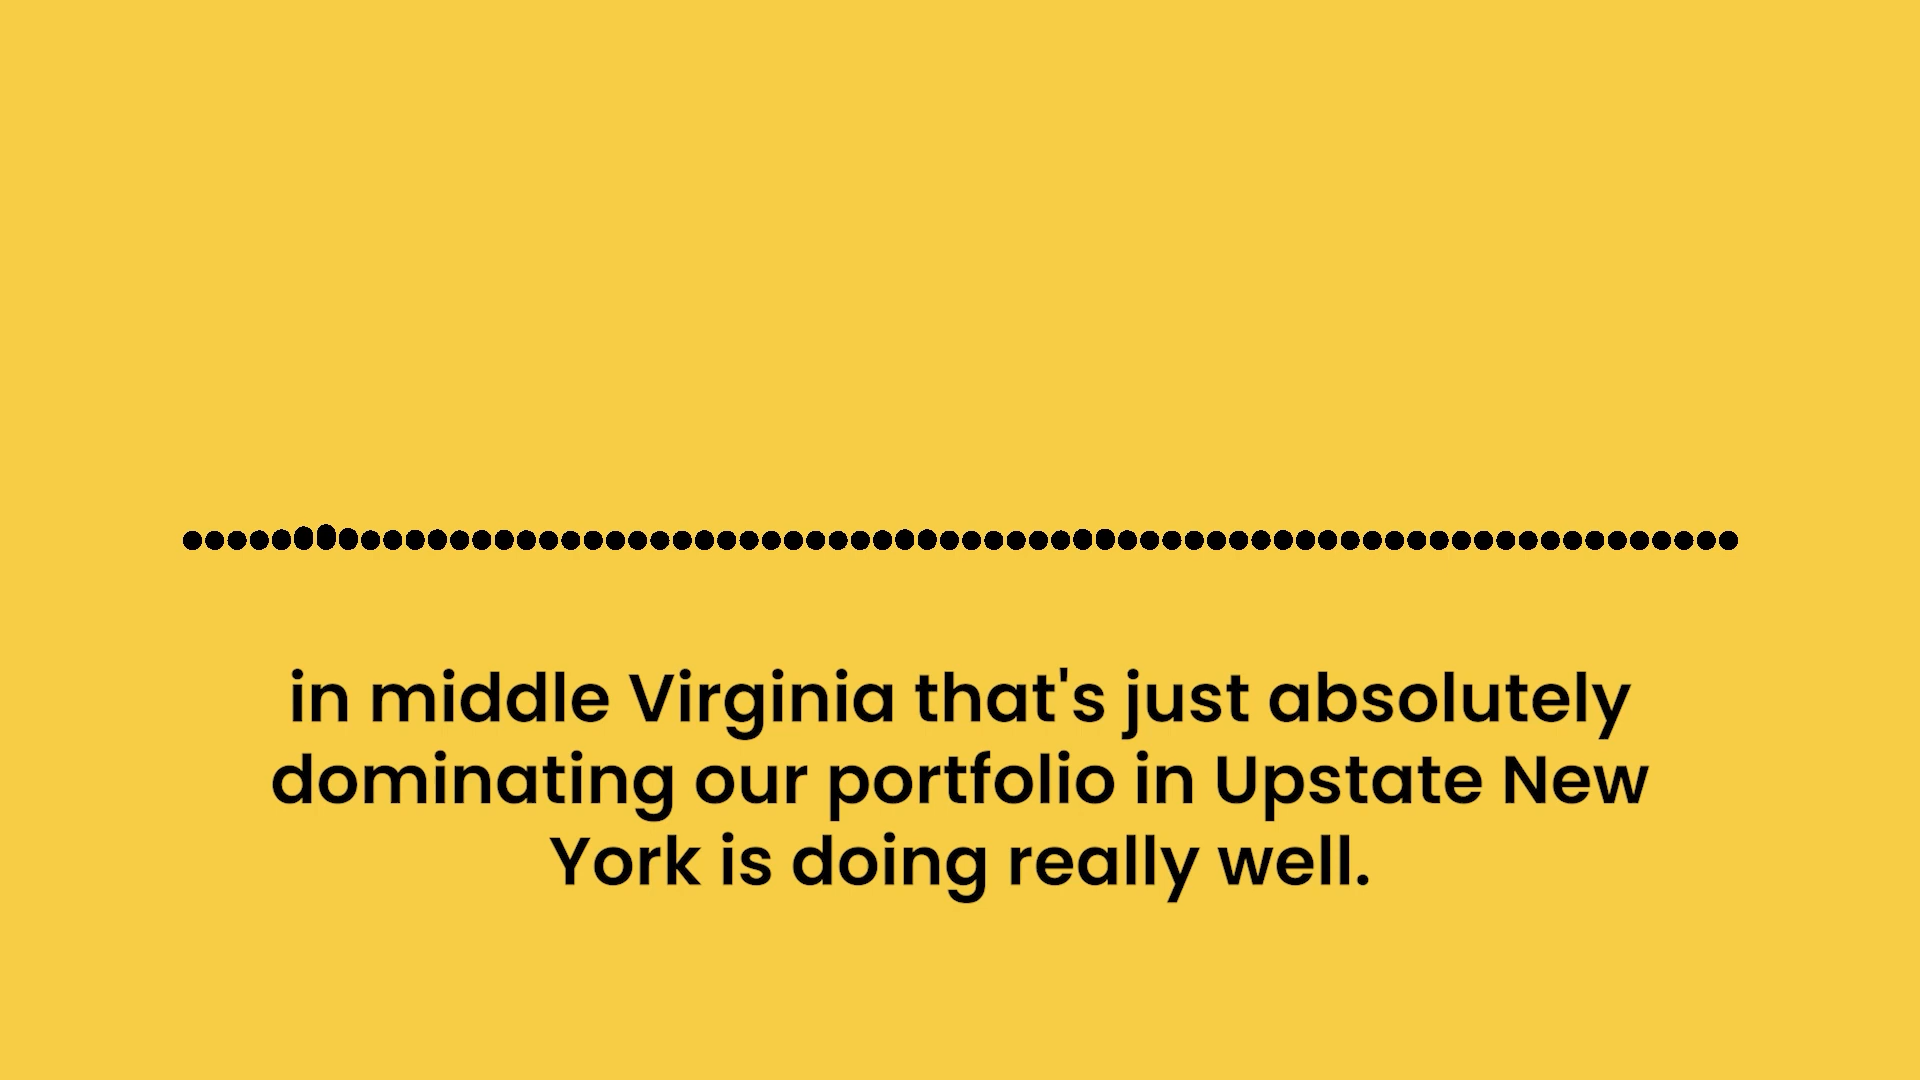 in middle Virginia that's just absolutely
dominating our portfolio in Upstate New
York is doing really well.